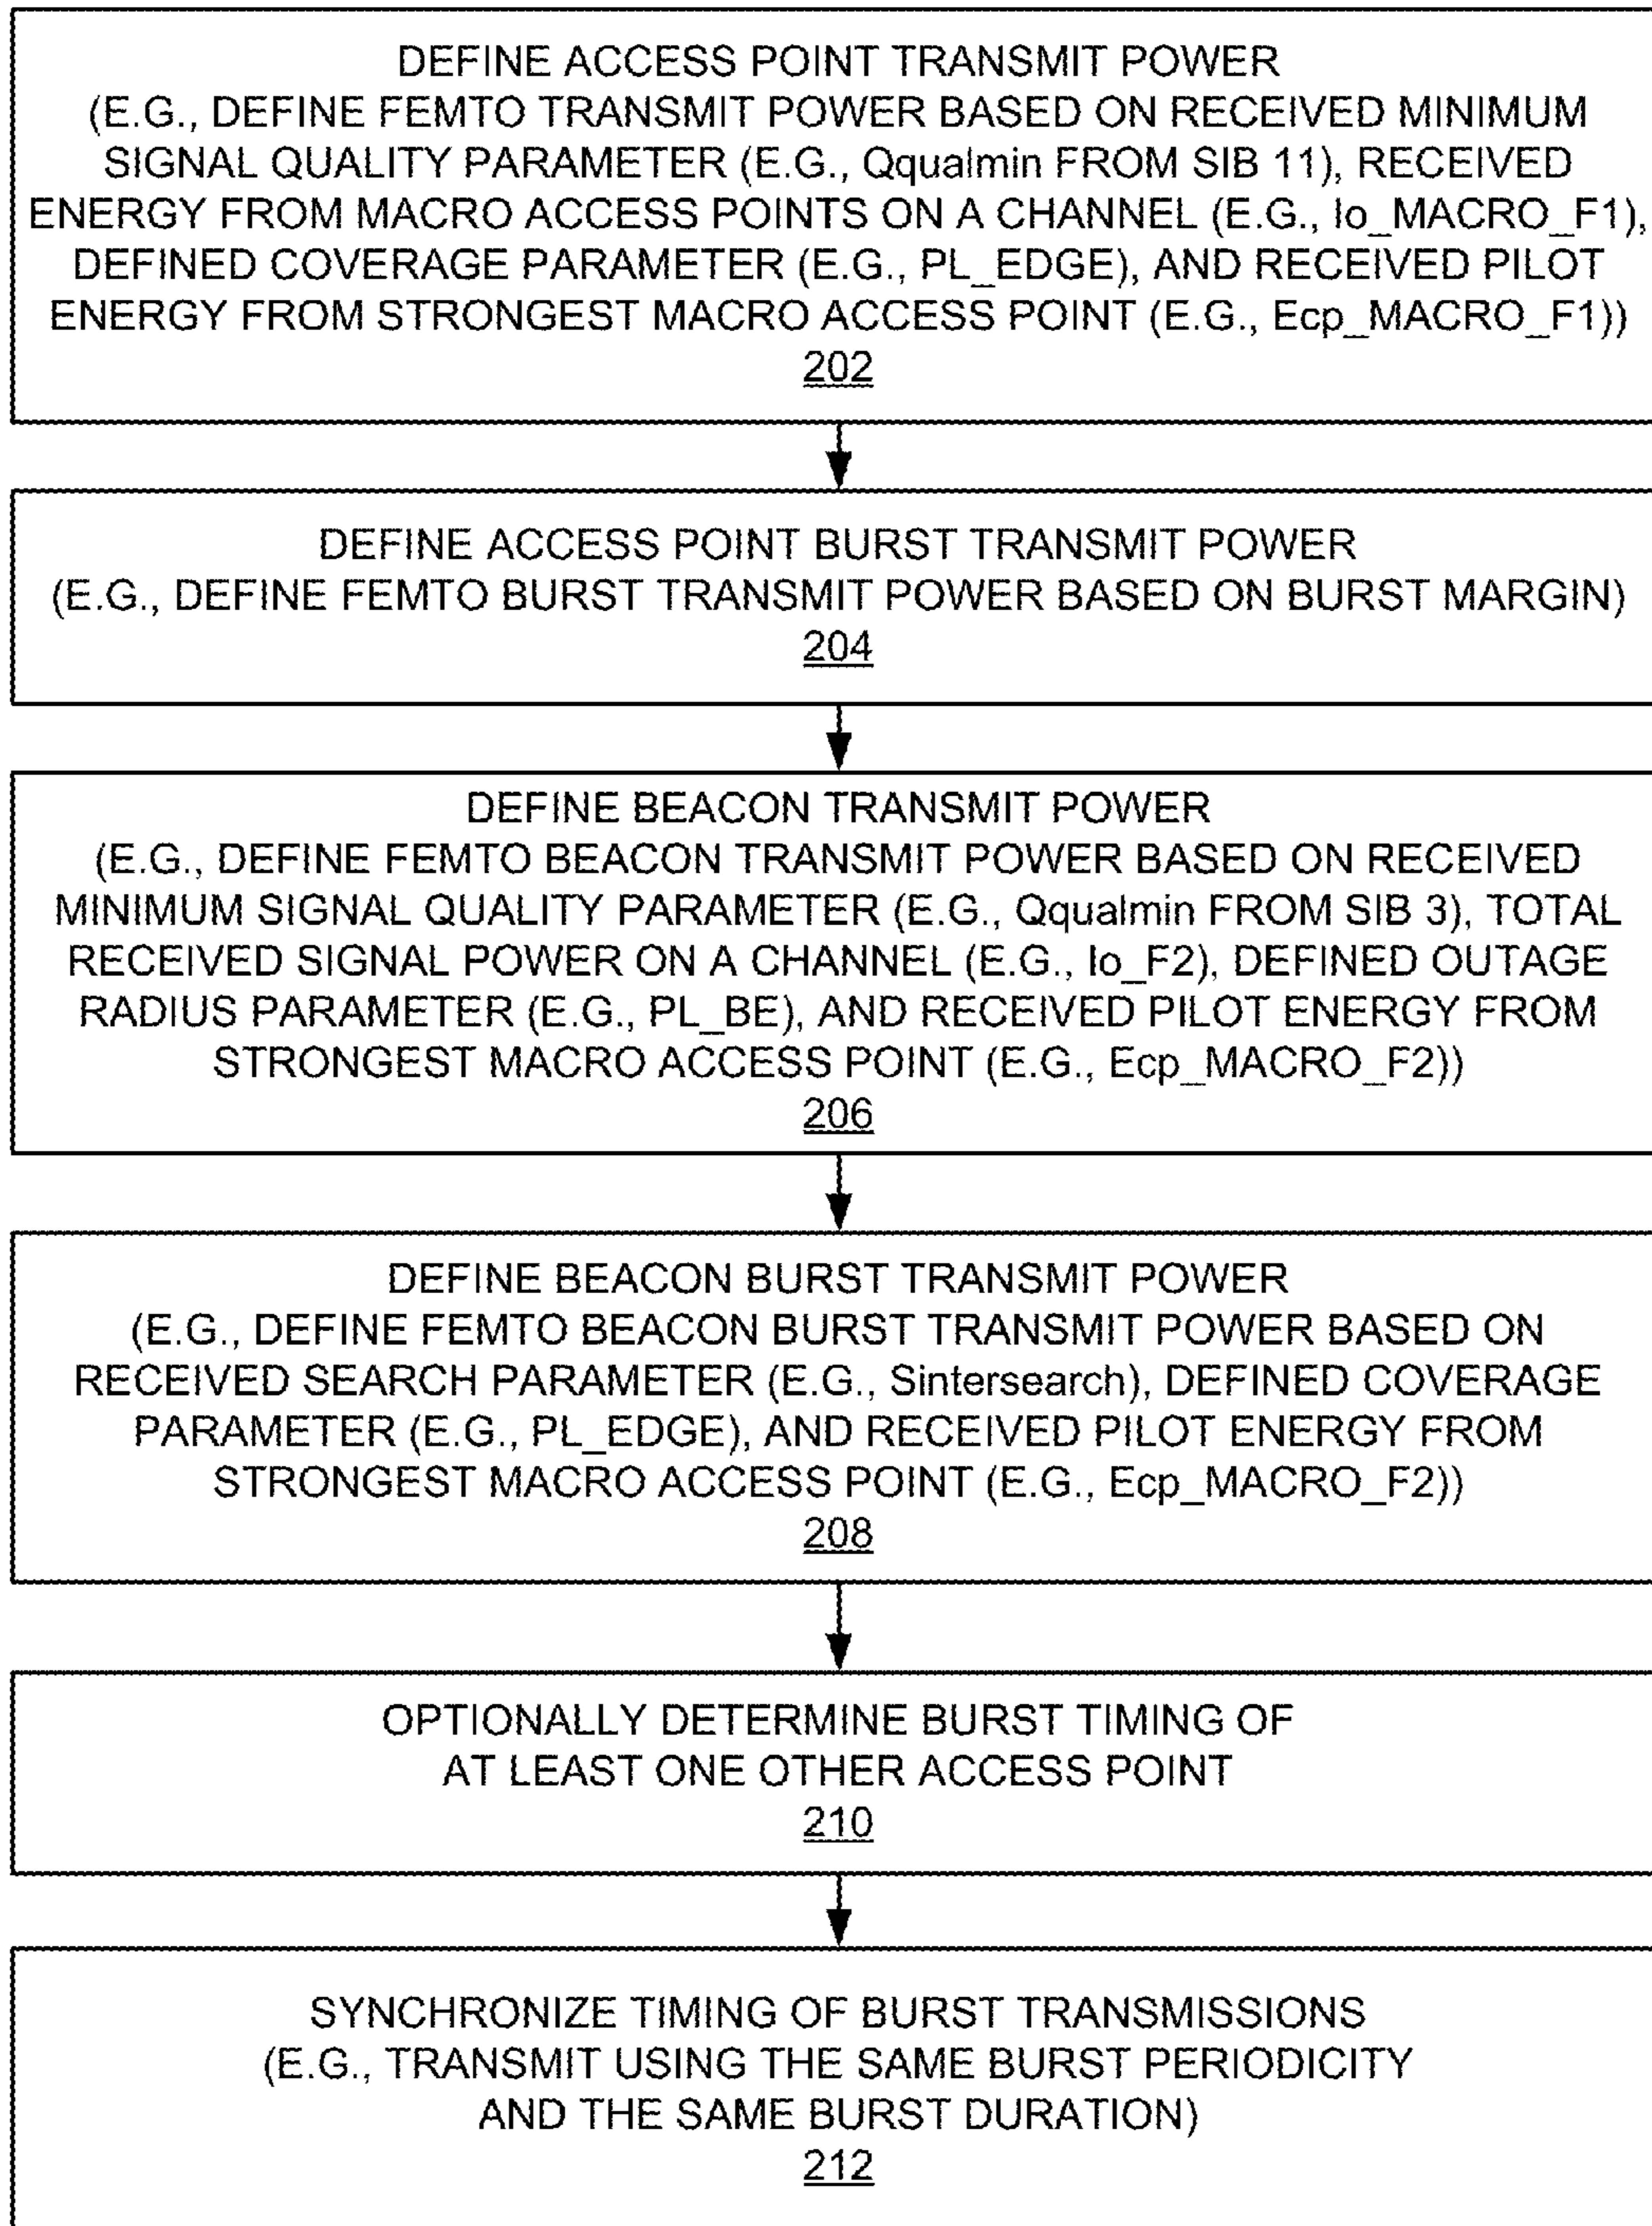 DEFINE ACCESS POINT TRANSMIT POWER
(E.G., DEFINE FEMTO TRANSMIT POWER BASED ON RECEIVED MINIMUM
SIGNAL QUALITY PARAMETER (E.G., Qqualmin FROM SIB 11), RECEIVED
ENERGY FROM MACRO ACCESS POINTS ON A CHANNEL (E.G., Io_MACRO_F1),
DEFINED COVERAGE PARAMETER (E.G., PL_EDGE), AND RECEIVED PILOT
ENERGY FROM STRONGEST MACRO ACCESS POINT (E.G., Ecp_MACRO_F1))
202
DEFINE ACCESS POINT BURST TRANSMIT POWER
(E.G., DEFINE FEMTO BURST TRANSMIT POWER BASED ON BURST MARGIN)
204
DEFINE BEACON TRANSMIT POWER
(E.G., DEFINE FEMTO BEACON TRANSMIT POWER BASED ON RECEIVED
MINIMUM SIGNAL QUALITY PARAMETER (E.G., Qqualmin FROM SIB 3), TOTAL
RECEIVED SIGNAL POWER ON A CHANNEL (E.G., Io_F2), DEFINED OUTAGE
RADIUS PARAMETER (E.G., PL_BE), AND RECEIVED PILOT ENERGY FROM
STRONGEST MACRO ACCESS POINT (E.G., Ecp_MACRO_F2))
206
DEFINE BEACON BURST TRANSMIT POWER
(E.G., DEFINE FEMTO BEACON BURST TRANSMIT POWER BASED ON
RECEIVED SEARCH PARAMETER (E.G., Sintersearch), DEFINED COVERAGE
PARAMETER (E.G., PL_EDGE), AND RECEIVED PILOT ENERGY FROM
STRONGEST MACRO ACCESS POINT (E.G., Ecp_MACRO_F2))
208
OPTIONALLY DETERMINE BURST TIMING OF
AT LEAST ONE OTHER ACCESS POINT
210
SYNCHRONIZE TIMING OF BURST TRANSMISSIONS
(E.G., TRANSMIT USING THE SAME BURST PERIODICITY
AND THE SAME BURST DURATION)
212